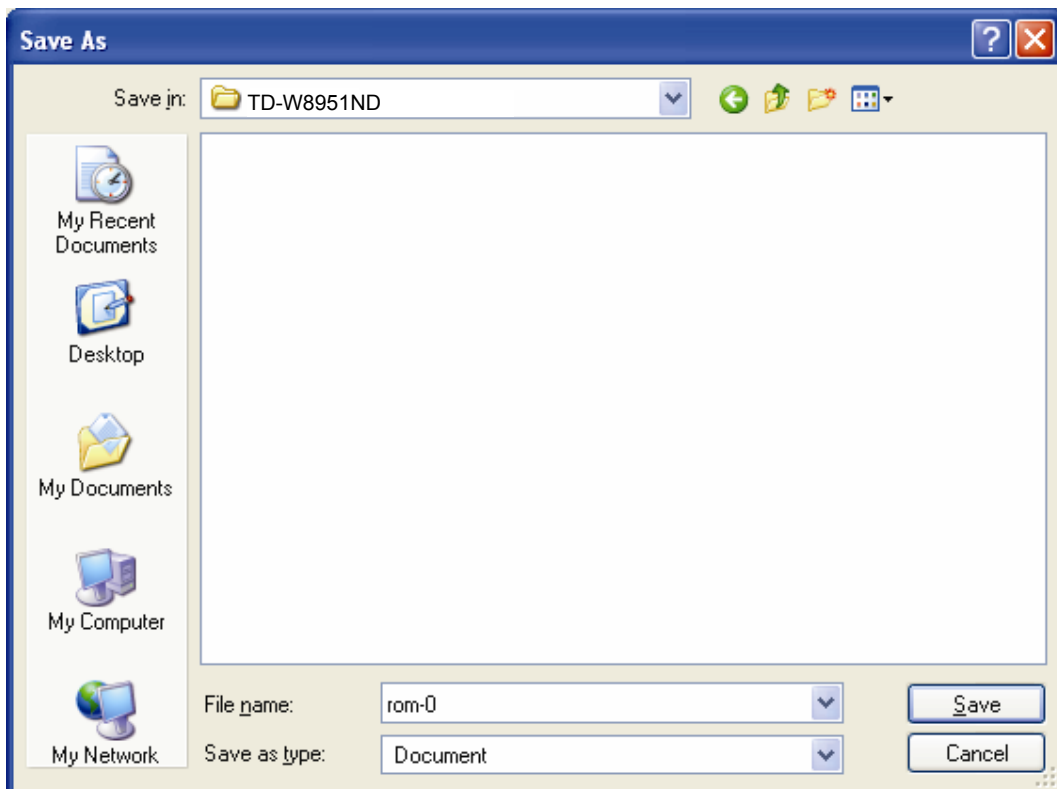 Save As
Save in:
TD-W8951ND
My Recent
Documents
Desktop
My Documents
My Computer
My Network
File name:
rom-0
Save
Save as type:
Document
Cancel